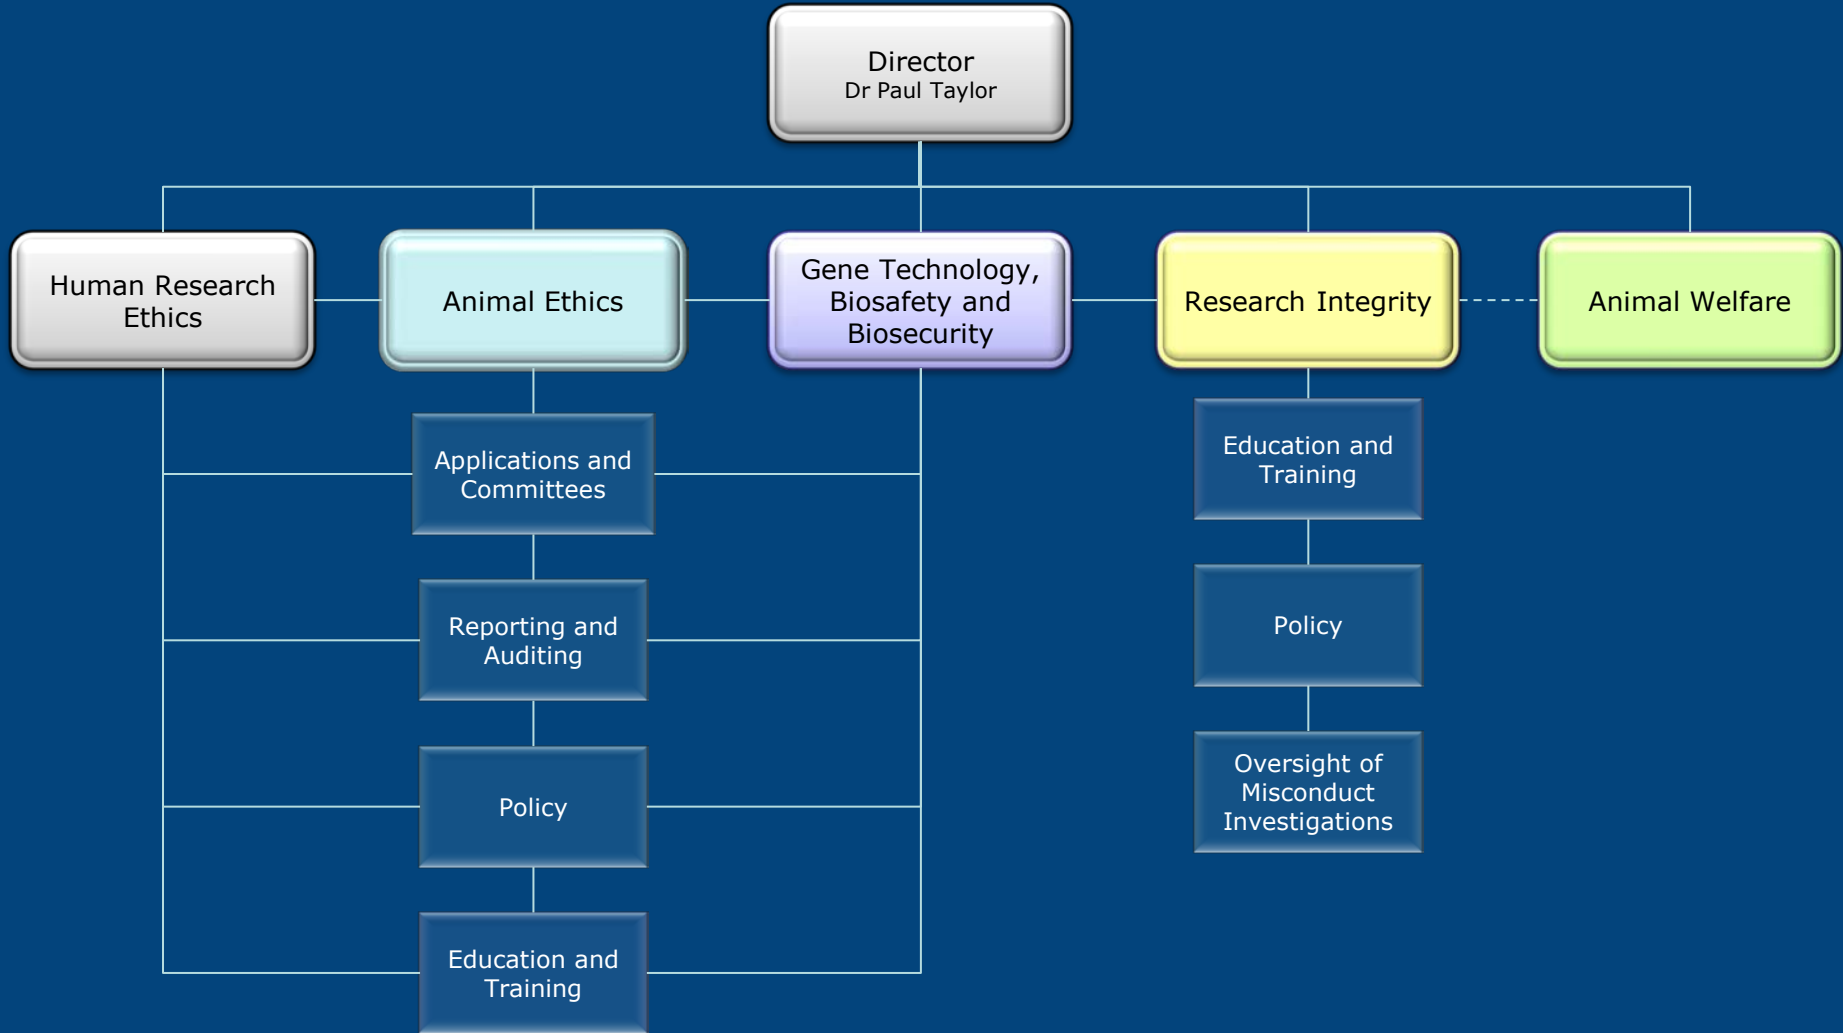 Director
Dr Paul Taylor
Human Research
Ethics
Animal Ethics
Gene Technology,
Biosafety and
Biosecurity
Research Integrity
Animal Welfare
Applications and
Committees
Reporting and
Auditing
Policy
Education and
Training
Education and
Training
Policy
Oversight of
Misconduct
Investigations